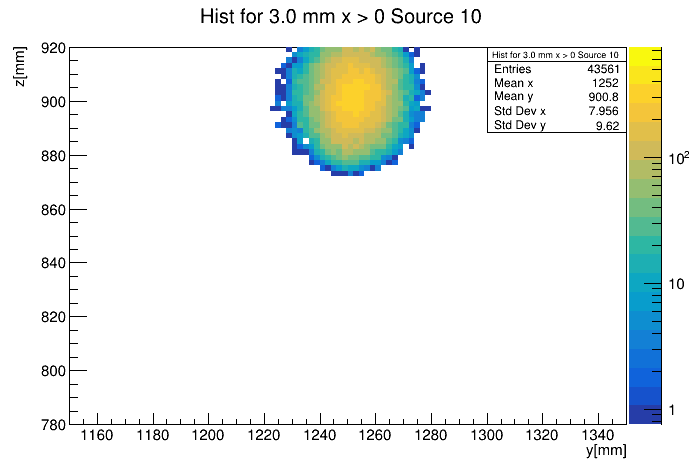 Hist for 3.0 mm x > 0 Source 10
z[mm]
920
900
880
860
840
820
800
780
1160 1180 1200 1220 1240 1260 1280 1300 1320 1340
y[mm]
Hist for 3.0 mm x > 0 Source 10
Entries 43561
Mean x 1252
Mean y 900.8
Std Dev x 7.956
Std Dev y 9.62
10²
10
1